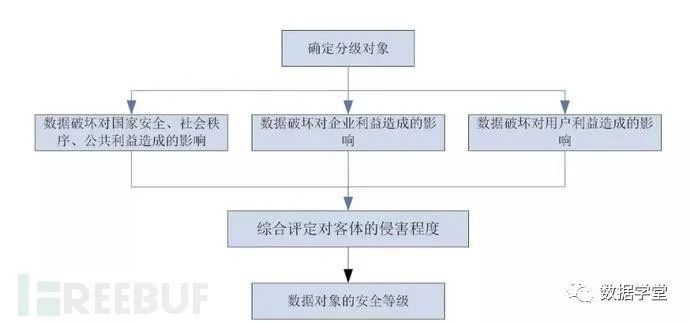 确定分级对象
数据破坏对国家安全、社会秩
序、公共利益造成的影响
数据破坏对企业利益造成的影
响
数据破坏对用户利益造成的影
响
综合评定对客体的侵害程度
数据对象的安全等级
FREEBUF
数据学堂